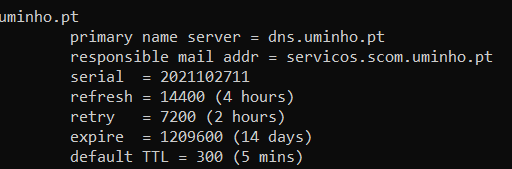 uminho.pt
primary name server = dns.uminho.pt
responsible mail addr = servicos.scom.uminho.pt
serial  = 2021102711
refresh = 14400 (4 hours)
retry   = 7200 (2 hours)
expire  = 1209600 (14 days)
default TTL = 300 (5 mins)